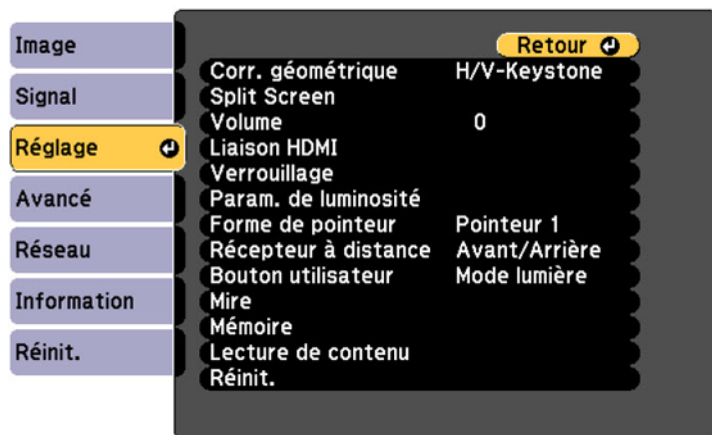 Image
Signal
Réglage
Avancé
Réseau
Information
Réinit.
Retour
Corr. géométrique H/V-Keystone
Split Screen
Volume 0
Liaison HDMI
Verrouillage
Param. de luminosité
Forme de pointeur Pointeur 1
Récepteur à distance Avant/Arrière
Bouton utilisateur Mode lumière
Mire
Mémoire
Lecture de contenu
Réinit.